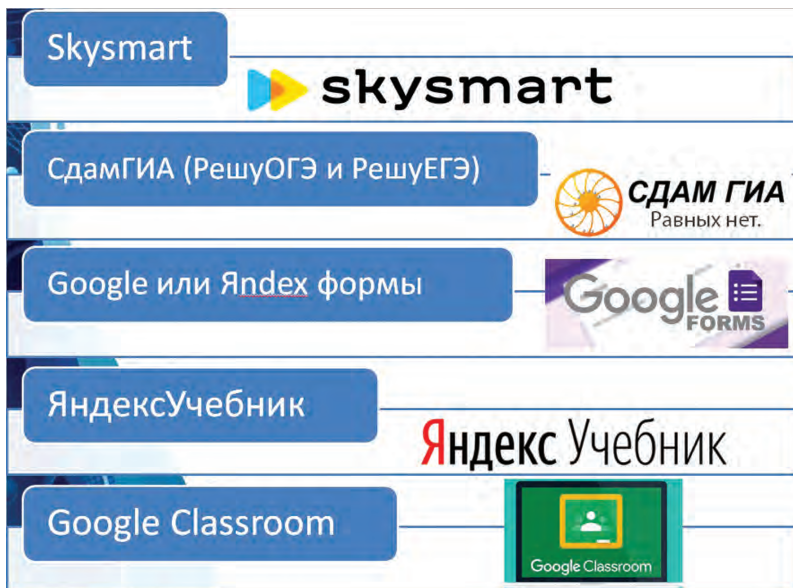 Skysmart
skysmart
СдамГИА (РешуОГЭ и РешуЕГЭ)
СДАМ ГИА
Равных нет.
Google или Яndex формы
Google
FORMS
ЯндексУчебник
Яндекс Учебник
Google Classroom
Google Classroom